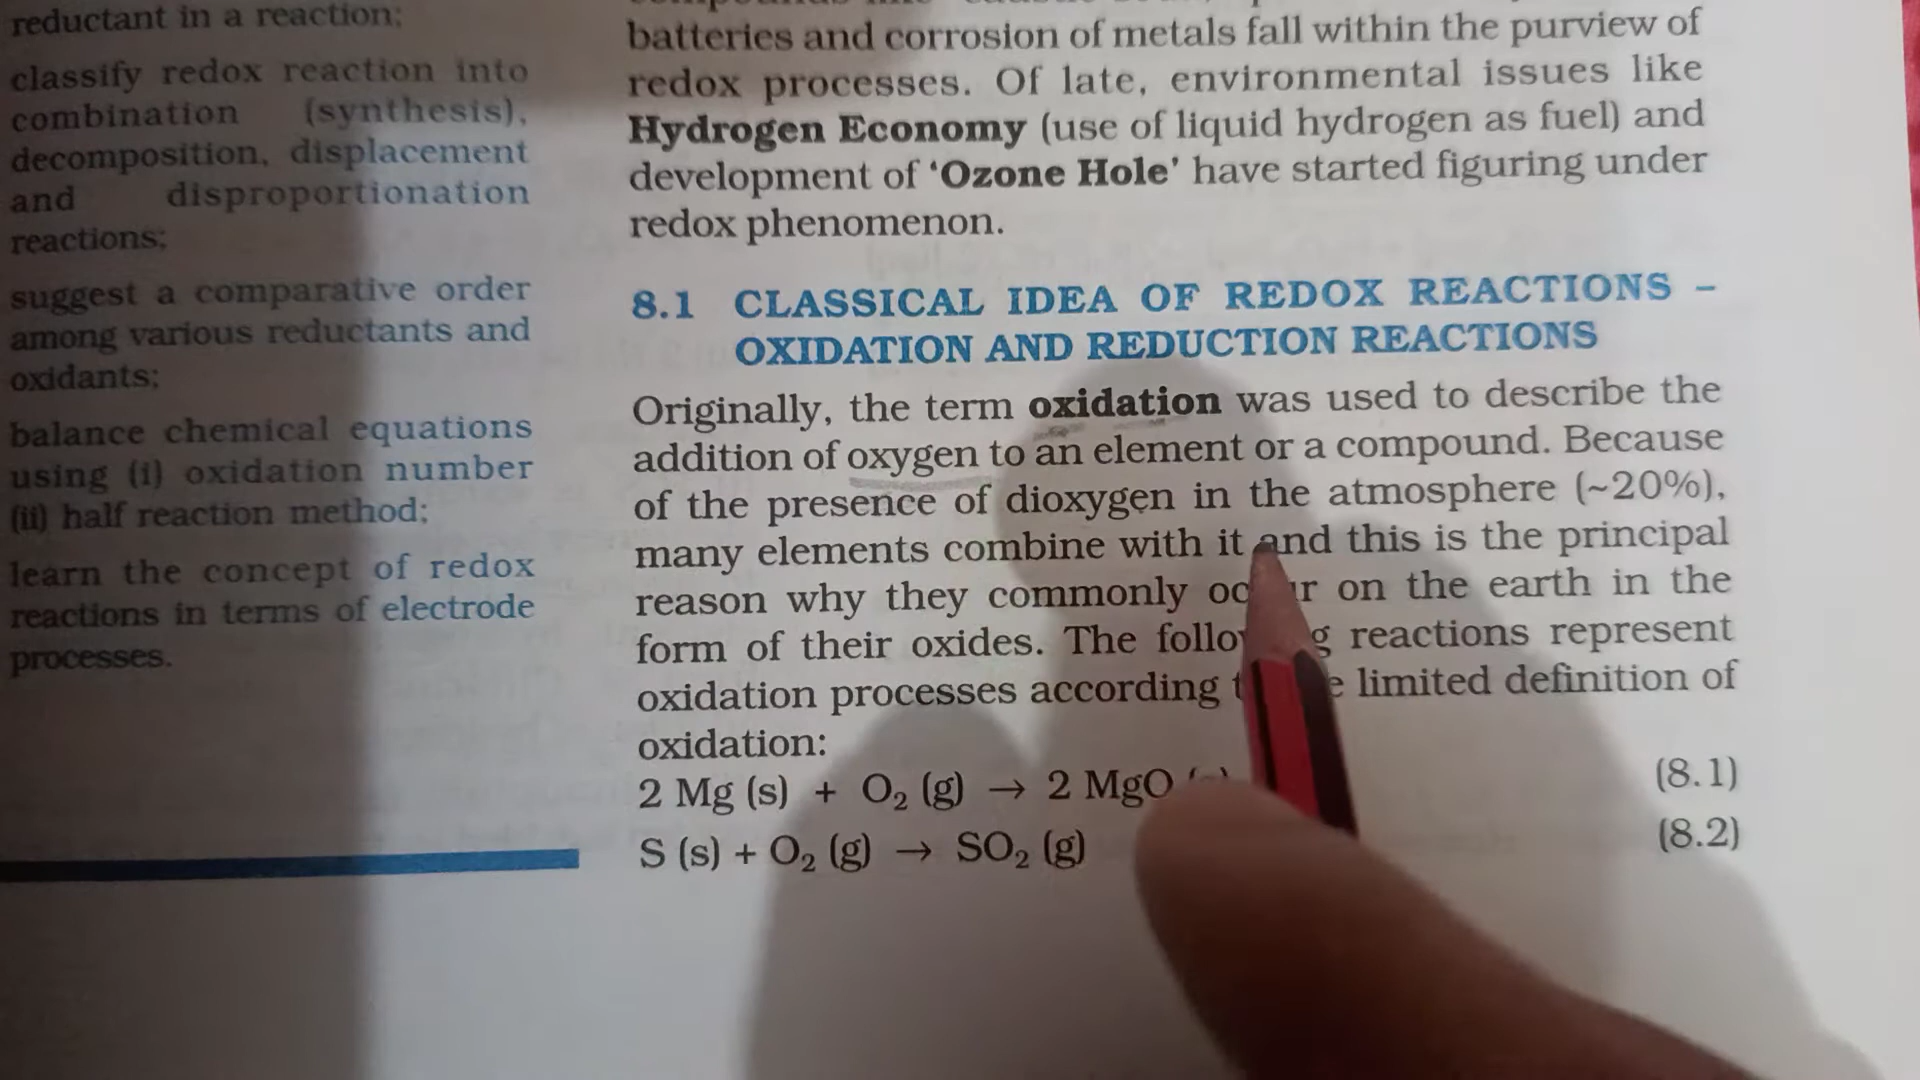 reductant in a reaction;
classify redox reaction into
combination (synthesis),
decomposition, displacement
and disproportionation
reactions;
suggest a comparative order
among various reductants and
oxidants;
balance chemical equations
using (i) oxidation number
(ii) half reaction method;
learn the concept of redox
reactions in terms of electrode
processes.
batteries and corrosion of metals fall within the purview of
redox processes. Of late, environmental issues like
Hydrogen Economy (use of liquid hydrogen as fuel) and
development of ‘Ozone Hole’ have started figuring under
redox phenomenon.
8.1 CLASSICAL IDEA OF REDOX REACTIONS –
OXIDATION AND REDUCTION REACTIONS
Originally, the term oxidation was used to describe the
addition of oxygen to an element or a compound. Because
of the presence of dioxygen in the atmosphere (~20%),
many elements combine with it and this is the principal
reason why they commonly on the earth in the
form of their oxides. The reactions represent
oxidation processes according limited definition of
oxidation:
2 Mg (s) + O₂ (g) → 2 MgO (8.1)
S (s) + O₂ (g) → SO₂ (g) (8.2)